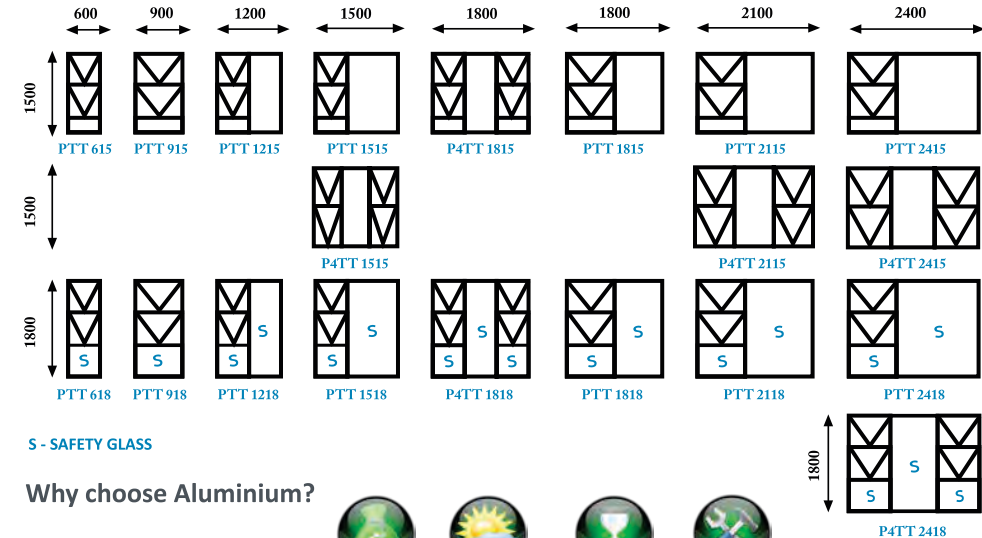 600 900 1200 1500 1800 1800 2100 2400
1500
PTT 615 PTT 915 PTT 1215 PTT 1515 P4TT 1815 PTT 1815 PTT 2115 PTT 2415
1500
P4TT 1515 P4TT 2115 P4TT 2415
1800
S S S S S S S S S S S S S S
PTT 618 PTT 918 PTT 1218 PTT 1518 P4TT 1818 PTT 1818 PTT 2118 PTT 2418
S - SAFETY GLASS
1800
S
S S
Why choose Aluminium?
P4TT 2418